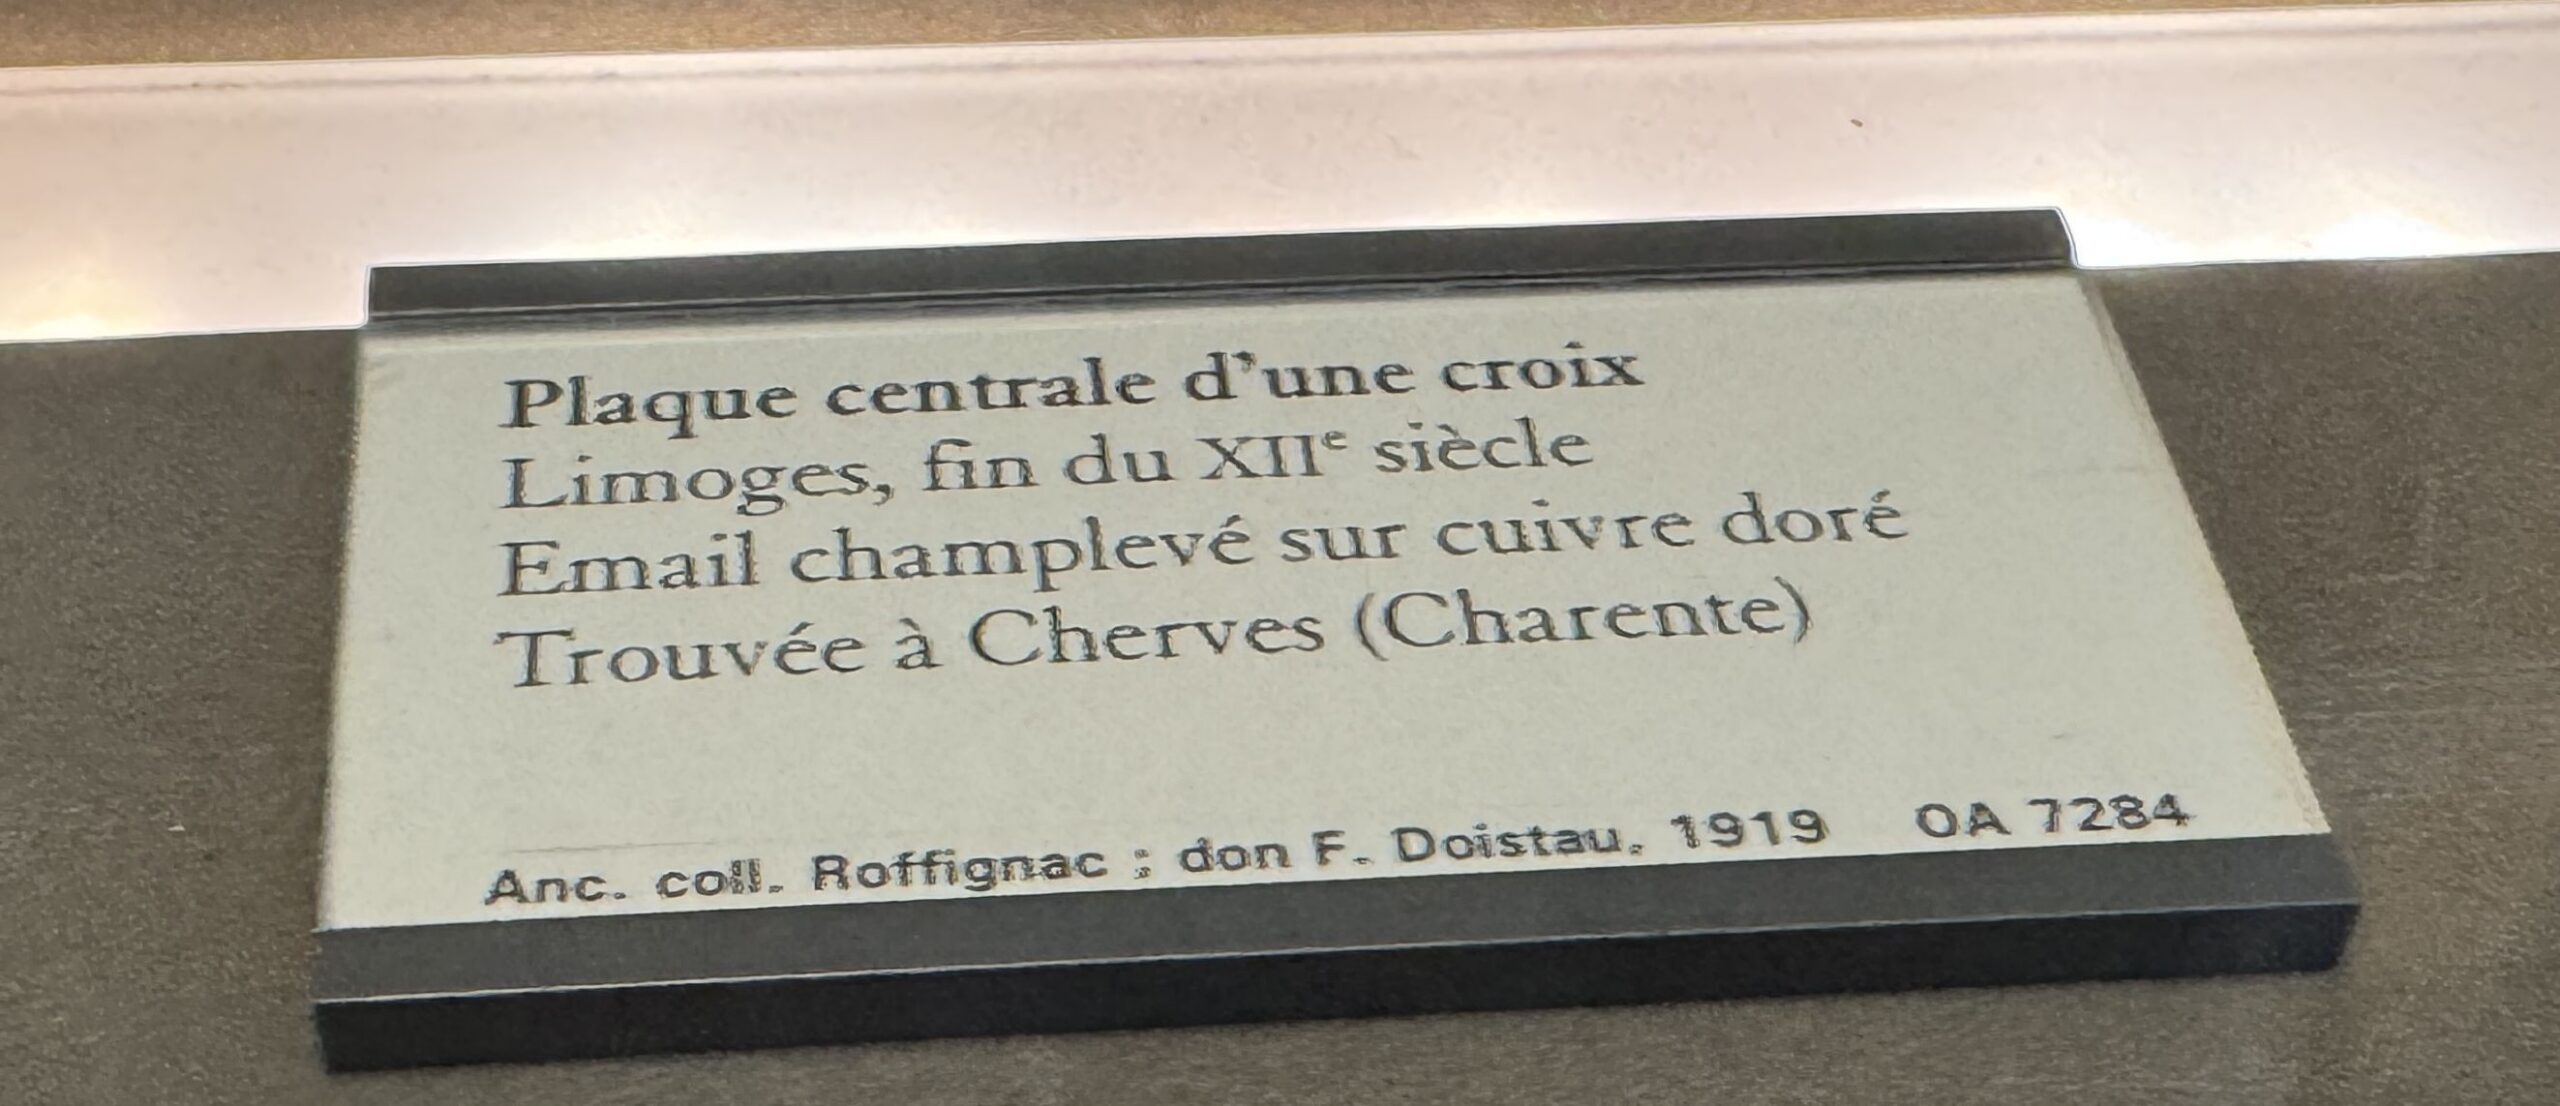 Plaque centrale d'une croix
Limoges, fin du XIIe siècle
Email champlevé sur cuivre doré
Trouvée à Cherves (Charente)
Anc. coll. Roffignac ; don F. Doistau, 1919 OA 7284